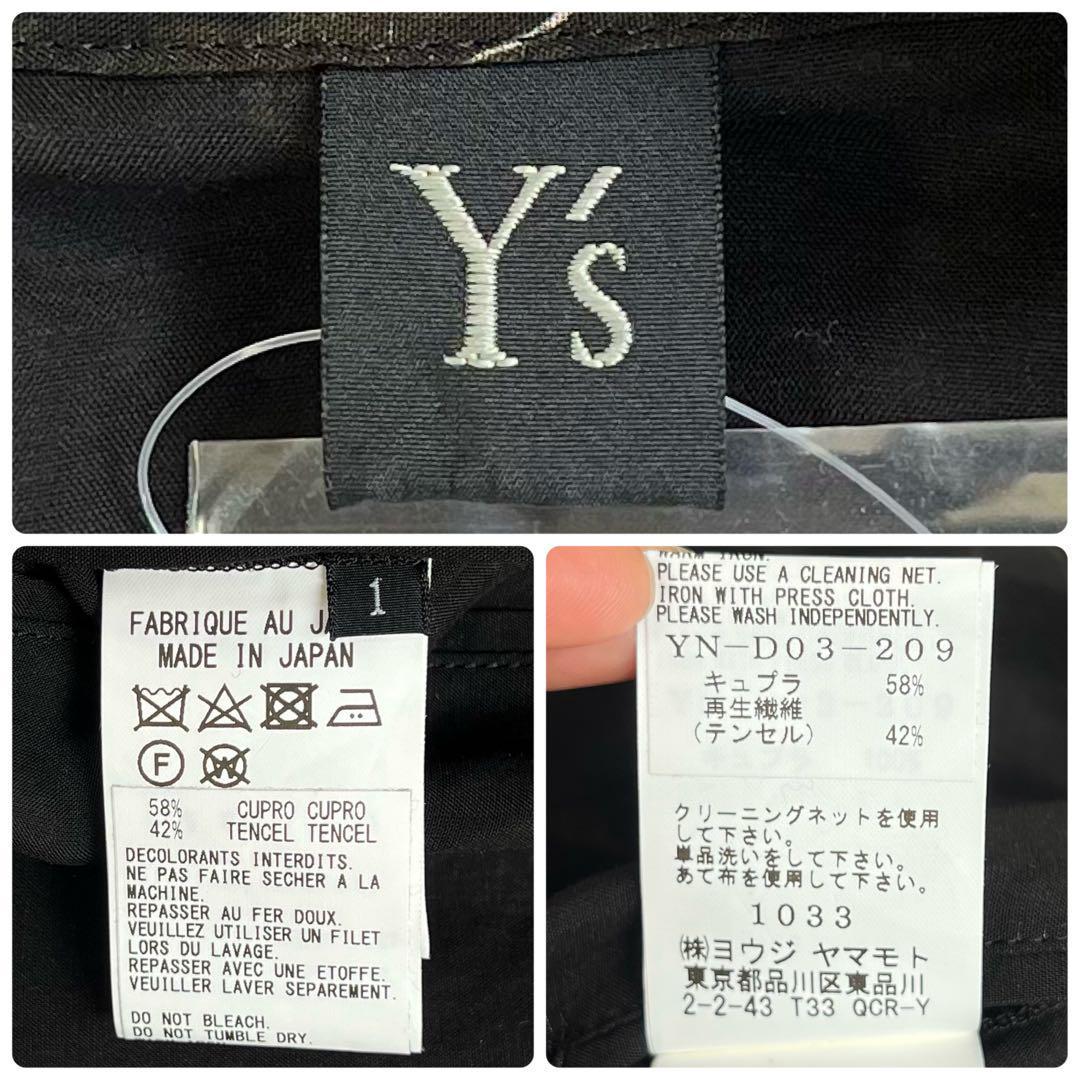 Y's
1
FABRIQUE AU JA
MADE IN JAPAN
F W
58% CUPRO CUPRO
42% TENCEL TENCEL
DECOLORANTS INTERDITS.
NE PAS FAIRE SECHER A LA
MACHINE.
REPASSER AU FER DOUX.
VEUILLEZ UTILISER UN FILET
LORS DU LAVAGE.
REPASSER AVEC UNE ETOFFE.
VEUILLER LAVER SEPAREMENT.
DO NOT BLEACH.
DO NOT TUMBLE DRY.
WARM IRON.
PLEASE USE A CLEANING NET.
IRON WITH PRESS CLOTH.
PLEASE WASH INDEPENDENTLY.
YN-D03-209
キュプラ 58%
再生繊維
(テンセル) 42%
クリーニングネットを使用
して下さい。
単品洗いをして下さい。
あて布を使用して下さい。
1033
㈱ヨウジ ヤマモト
東京都品川区東品川
2-2-43 T33 QCR-Y